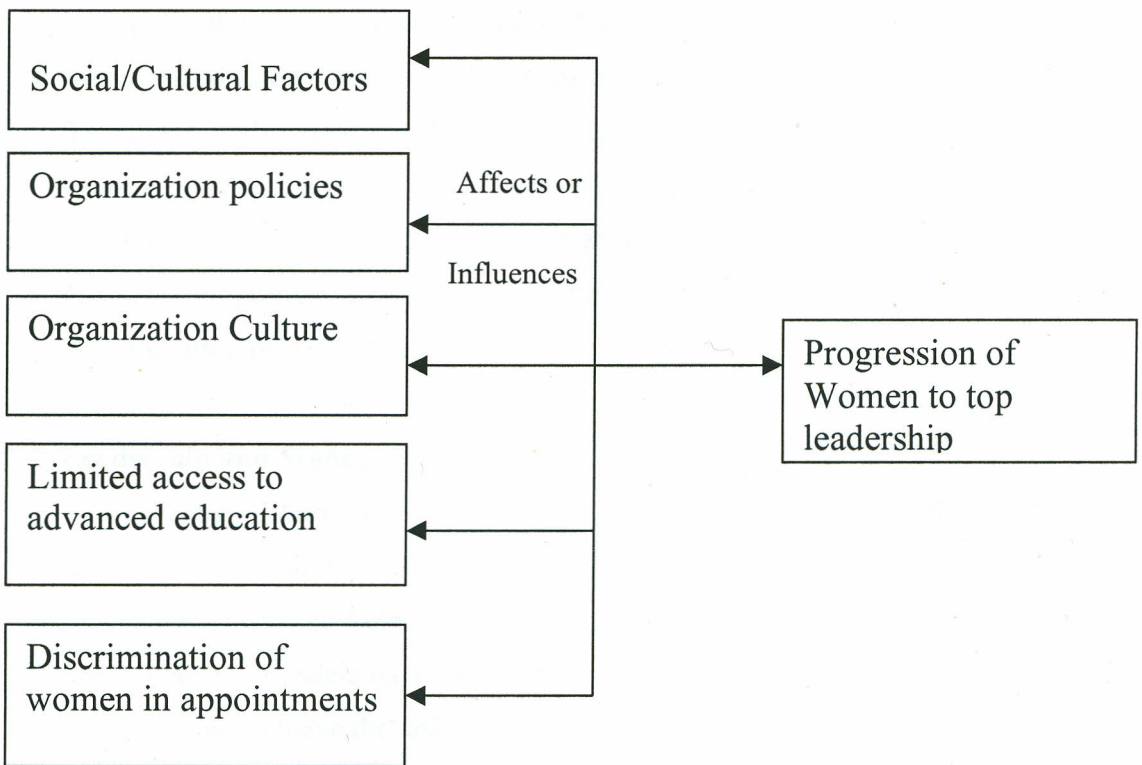 Social/Cultural Factors
Organization policies
Affects or
Influences
Organization Culture
Progression of
Women to top
leadership
Limited access to
advanced education
Discrimination of
women in appointments